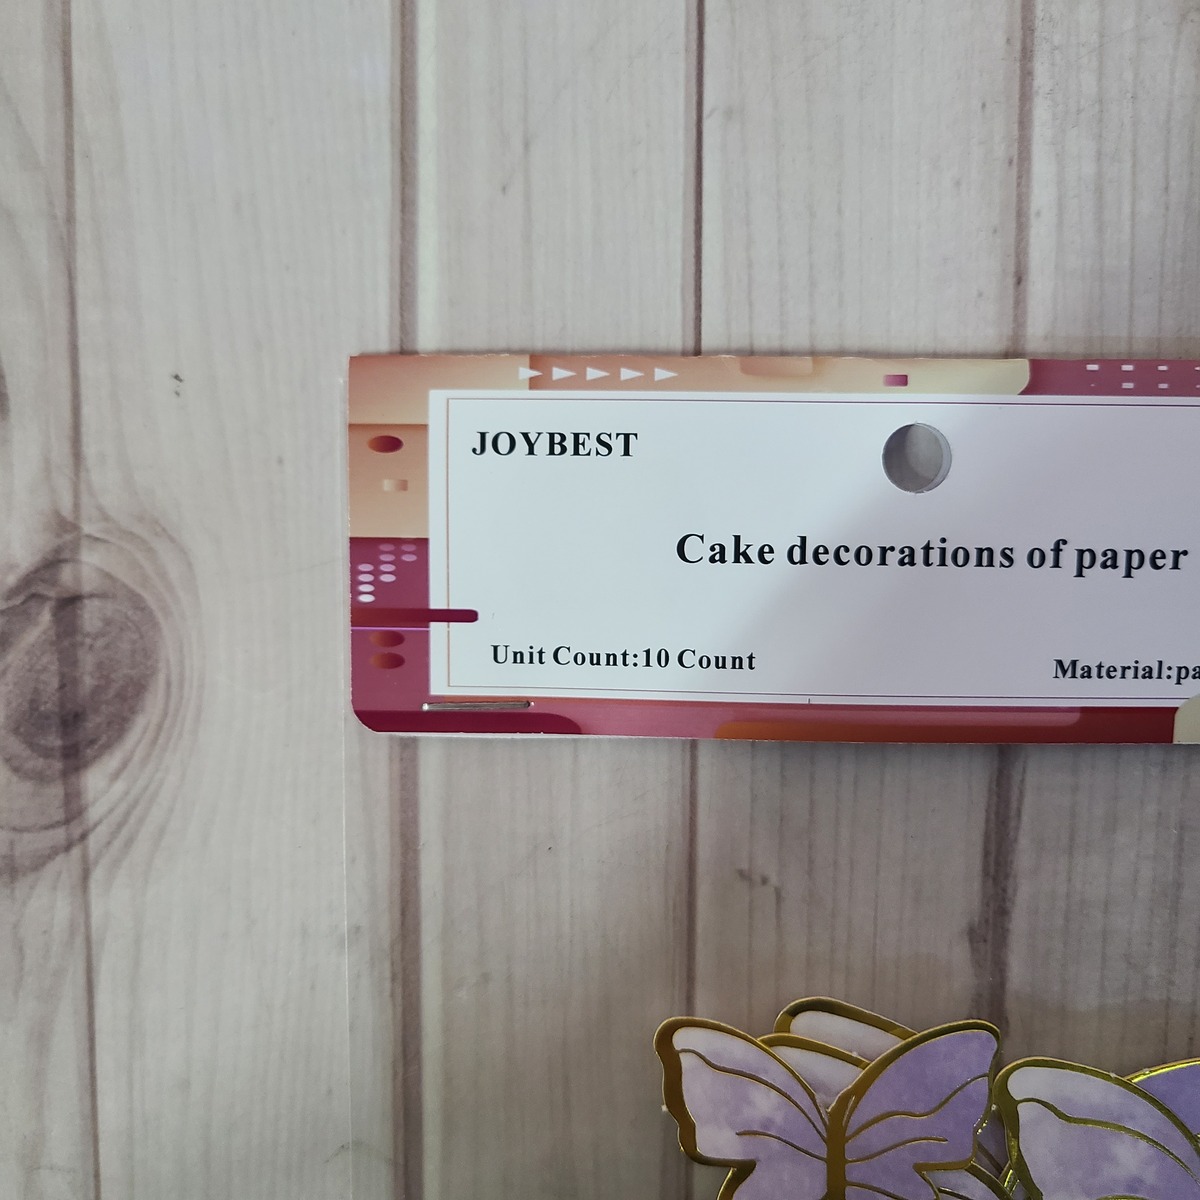 JOYBEST
Cake decorations of paper
Unit Count:10 Count
Material:pa